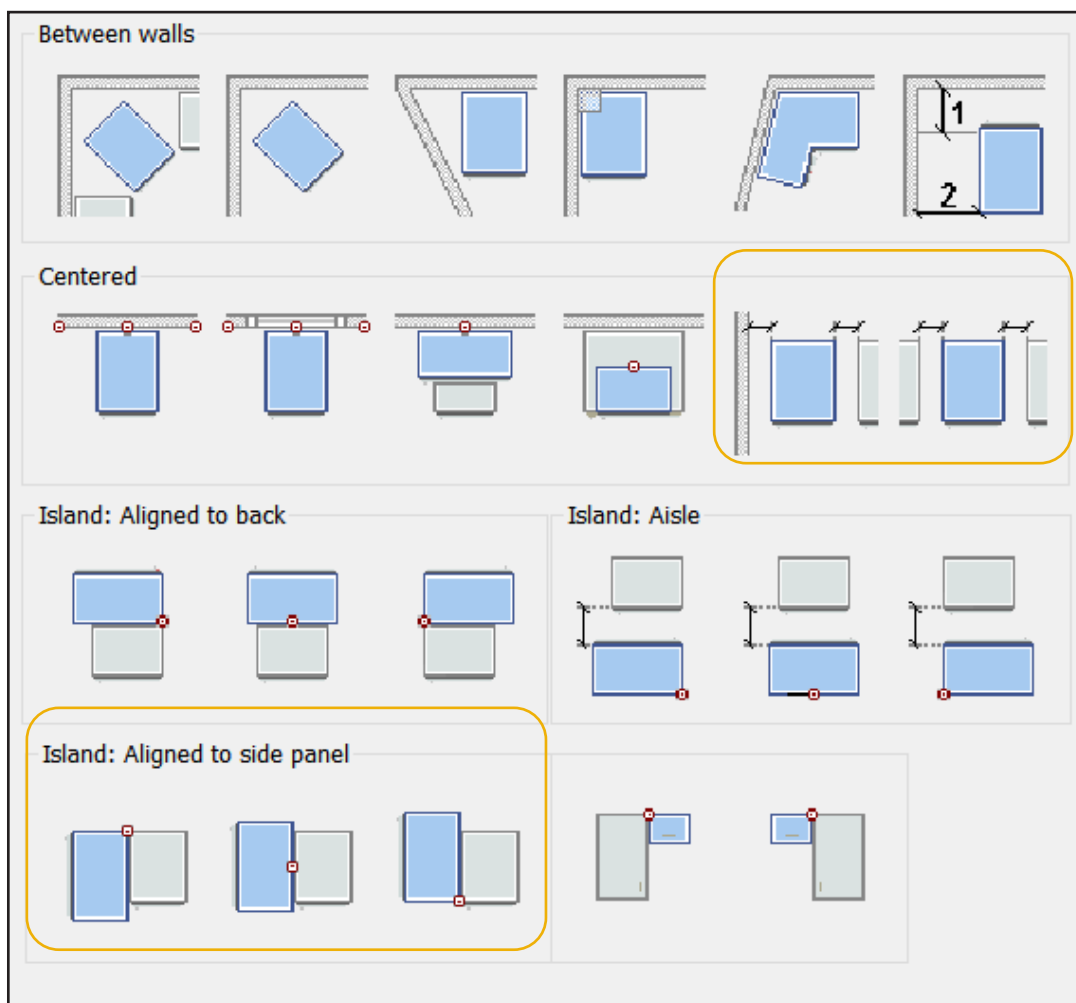 Between walls
1
2
Centered
Island: Aligned to back
Island: Aisle
Island: Aligned to side panel